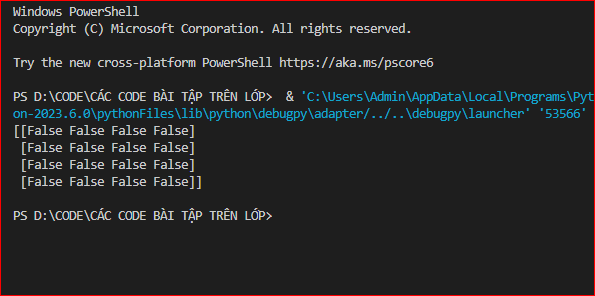 Windows PowerShell
Copyright (C) Microsoft Corporation. All rights reserved.
Try the new cross-platform PowerShell https://aka.ms/pscore6
PS D:\CODE\CÁC CODE BÀI TẬP TRÊN LỚP>  & 'C:\Users\Admin\AppData\Local\Programs\Pyt
on-2023.6.0\pythonFiles\lib\python\debugpy\adapter/../..\debugpy\launcher' '53566'
[[False False False False]
 [False False False False]
 [False False False False]
 [False False False False]]
PS D:\CODE\CÁC CODE BÀI TẬP TRÊN LỚP>